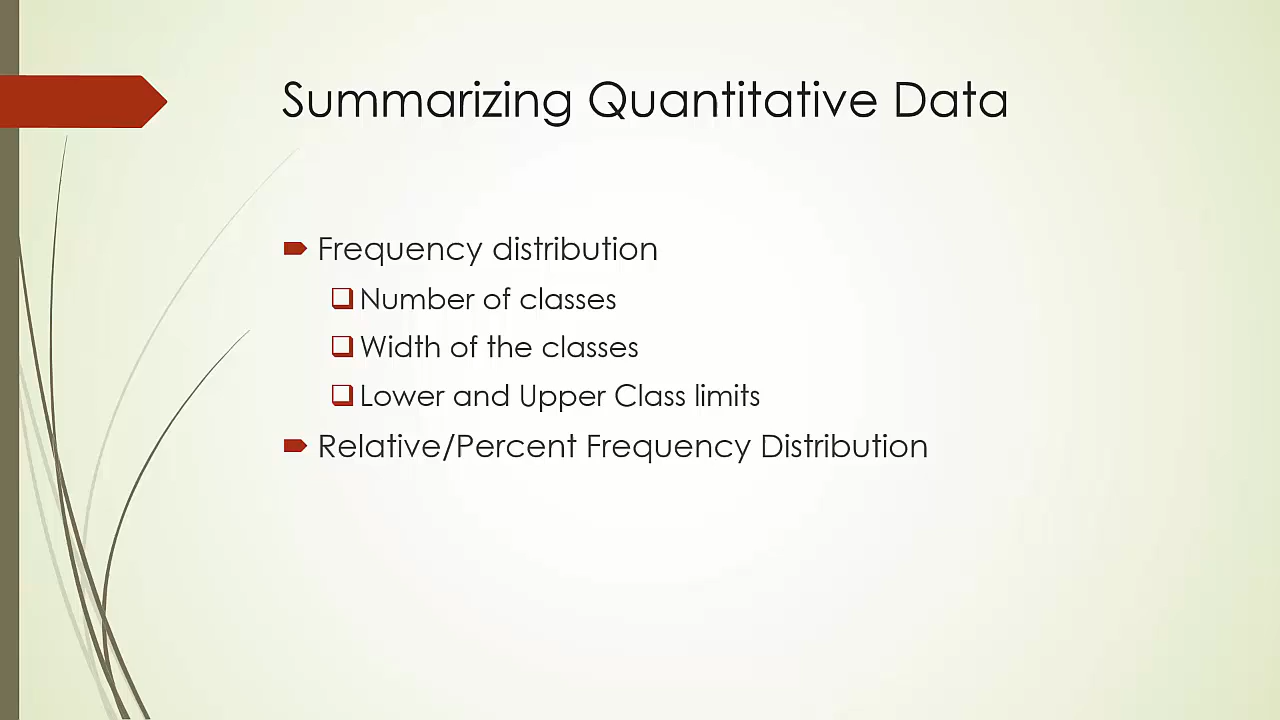 Summarizing Quantitative Data
Frequency distribution
Number of classes
Width of the classes
Lower and Upper Class limits
Relative/Percent Frequency Distribution